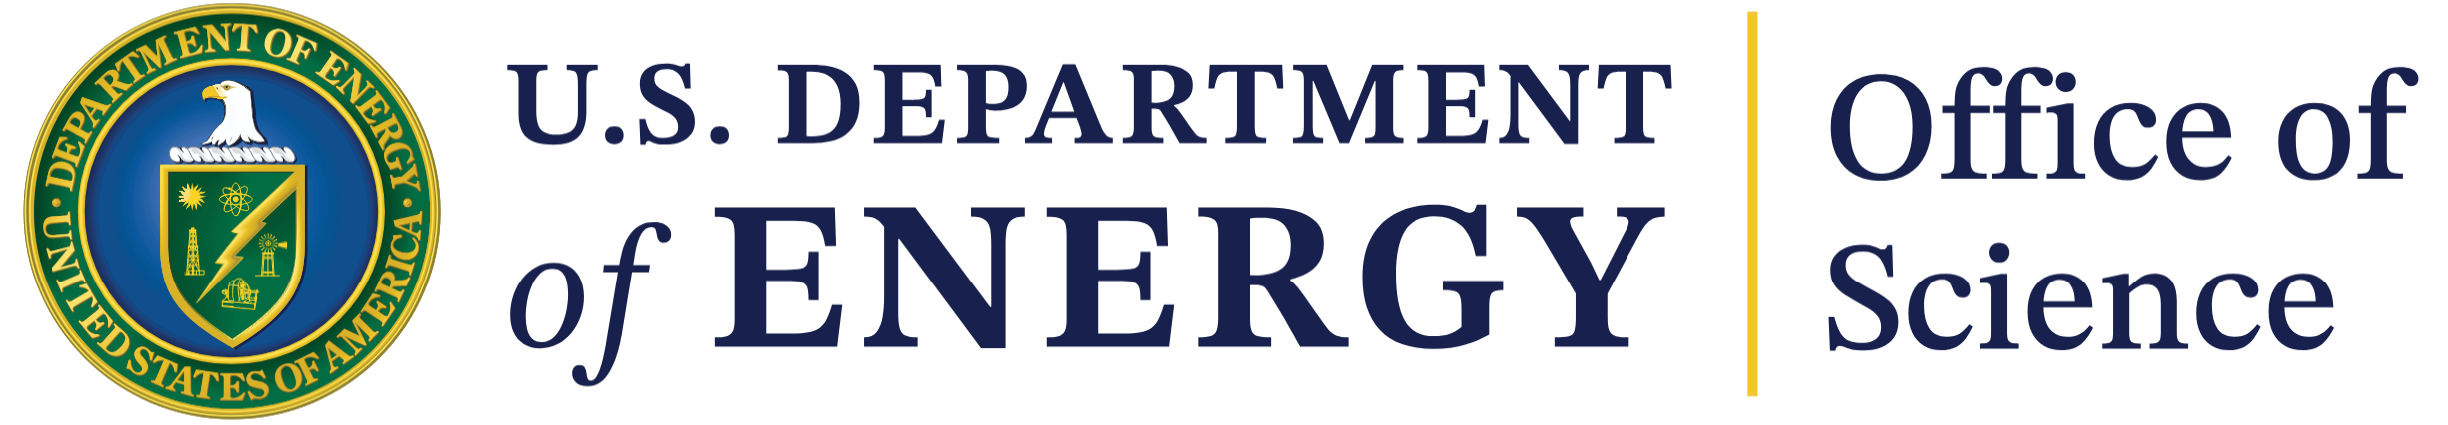 DEPARTMENT OF ENERGY
UNITED STATES OF AMERICA
U.S. DEPARTMENT
of ENERGY
Office of
Science